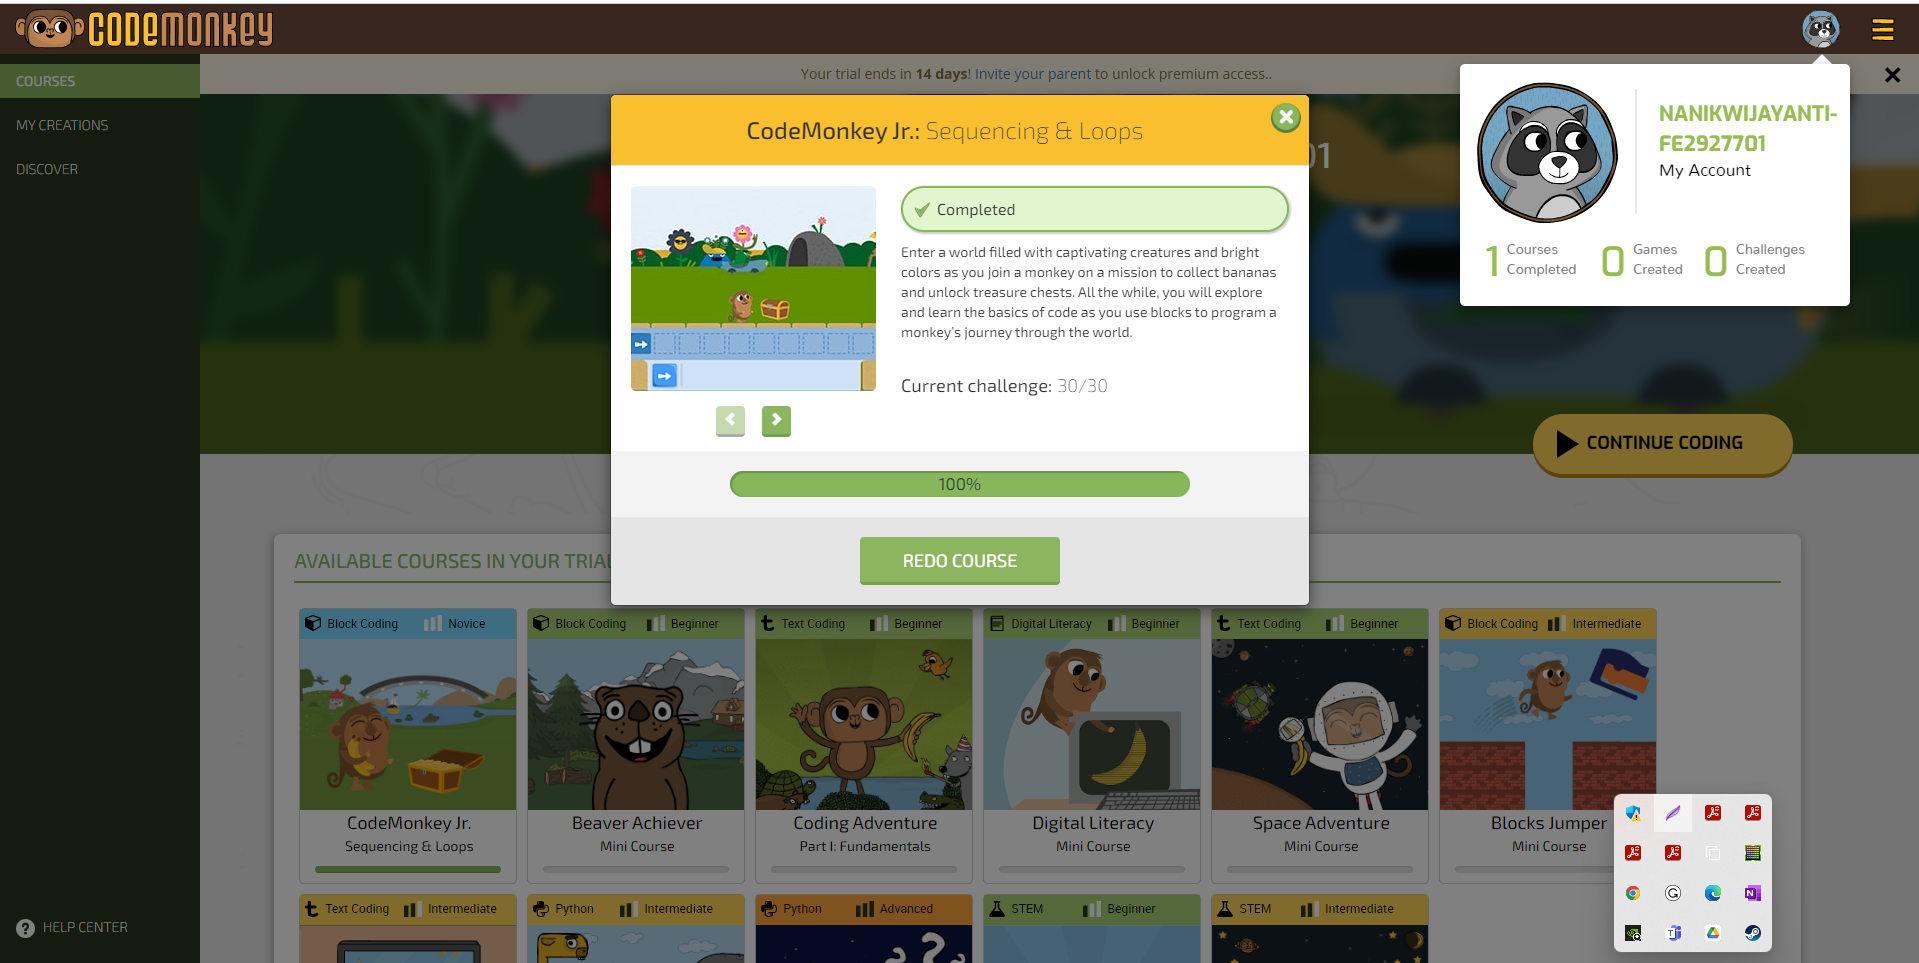 CODEMONKEY
COURSES
MY CREATIONS
DISCOVER
HELP CENTER
Your trial ends in 14 days! Invite your parent to unlock premium access..
NANIKWIJAYANTI-
FE2927701
My Account
1 Courses Completed
0 Games Created
0 Challenges Created
01
CodeMonkey Jr.: Sequencing & Loops
Completed
Enter a world filled with captivating creatures and bright
colors as you join a monkey on a mission to collect bananas
and unlock treasure chests. All the while, you will explore
and learn the basics of code as you use blocks to program a
monkey's journey through the world.
Current challenge: 30/30
100%
REDO COURSE
CONTINUE CODING
AVAILABLE COURSES IN YOUR TRIAL
Block Coding Novice
CodeMonkey Jr.
Sequencing & Loops
Block Coding Beginner
Beaver Achiever
Mini Course
Text Coding Beginner
Coding Adventure
Part I: Fundamentals
Digital Literacy Beginner
Digital Literacy
Mini Course
Text Coding Beginner
Space Adventure
Mini Course
Block Coding Intermediate
Blocks Jumper
Mini Course
Text Coding Intermediate
Python Intermediate
Python Advanced
STEM Beginner
STEM Intermediate